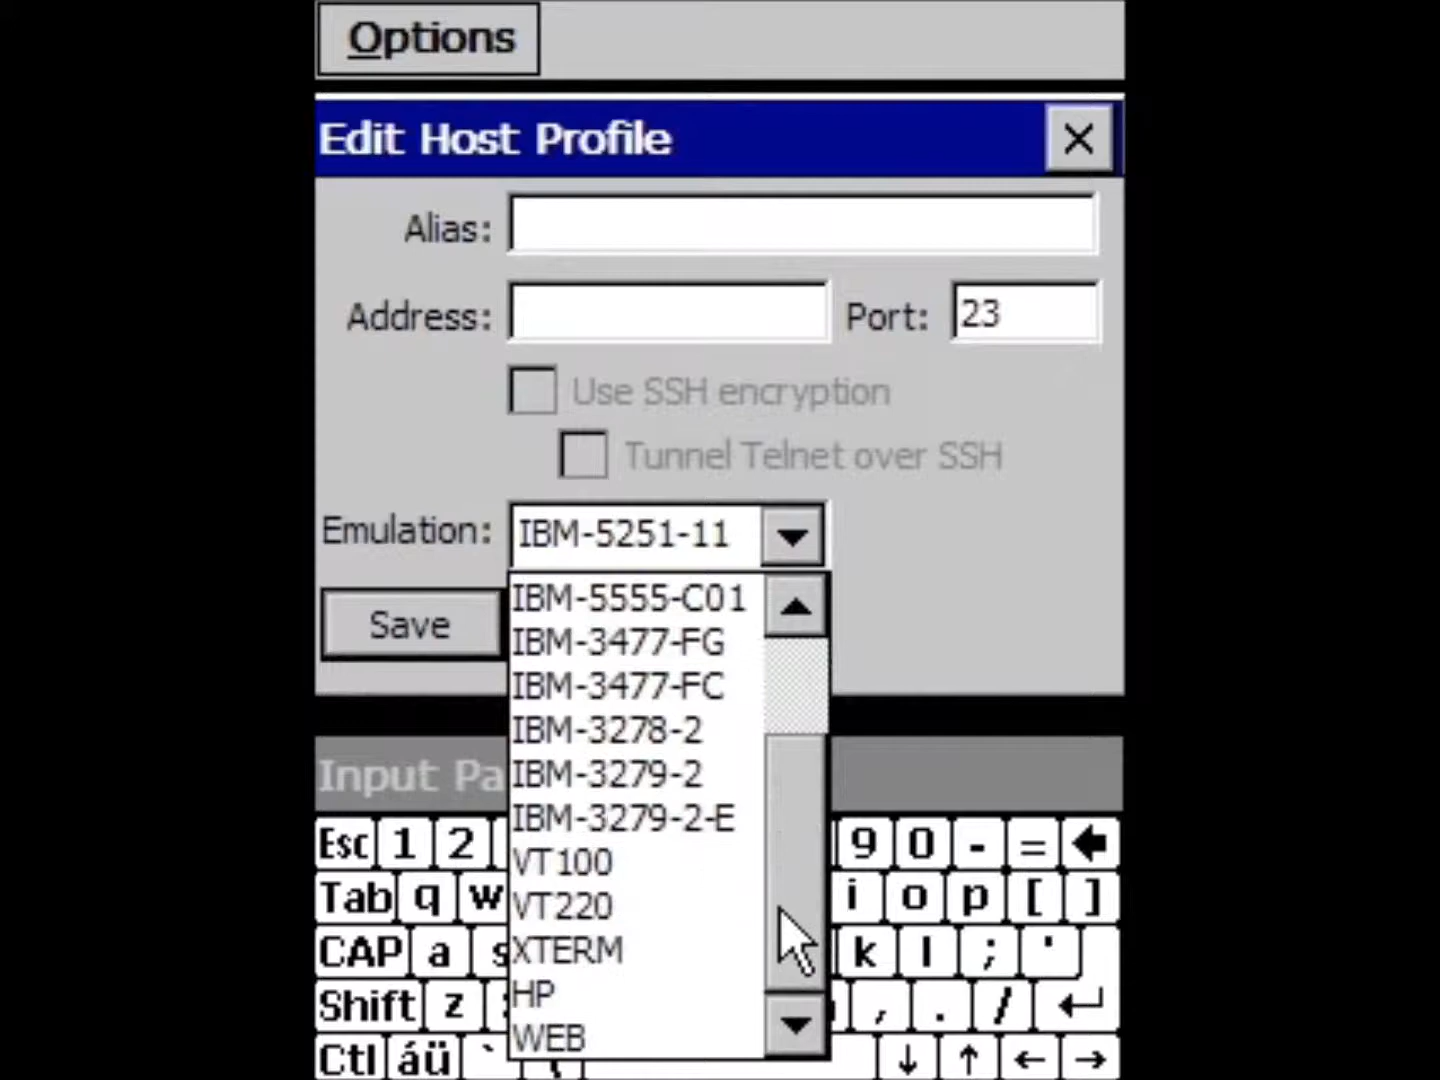 Options
Edit Host Profile
Alias:
Address:
Port: 23
Use SSH encryption
Tunnel Telnet over SSH
Emulation: IBM-5251-11
IBM-5555-C01
Save
IBM-3477-FG
IBM-3477-FC
IBM-3278-2
Input Pa
IBM-3279-2
IBM-3279-2-E
VT100
VT220
XTERM
HP
WEB
Esc 1 2 9 0 - =
Tab q w i o p [ ]
CAP a s k l ; '
Shift z , . /
Ctl áü `